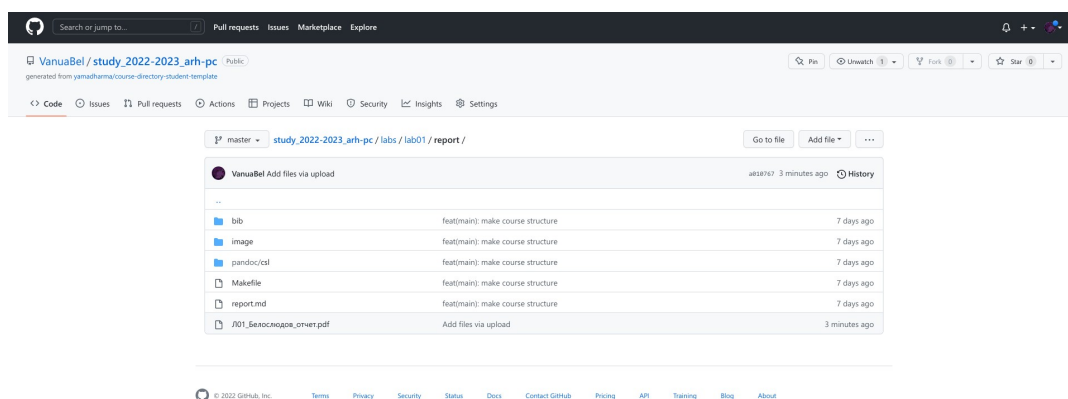 Search or jump to... / Pull requests Issues Marketplace Explore
VanuaBel / study_2022-2023_arh-pc Public Pin Unwatch 1 Fork 0 Star 0
generated from yamadharma/course-directory-student-template
Code Issues Pull requests Actions Projects Wiki Security Insights Settings
master study_2022-2023_arh-pc / labs / lab01 / report / Go to file Add file ...
VanuaBel Add files via upload a010767 3 minutes ago History
..
bib feat(main): make course structure 7 days ago
image feat(main): make course structure 7 days ago
pandoc/csl feat(main): make course structure 7 days ago
Makefile feat(main): make course structure 7 days ago
report.md feat(main): make course structure 7 days ago
Л01_Белослюдов_отчет.pdf Add files via upload 3 minutes ago
© 2022 GitHub, Inc. Terms Privacy Security Status Docs Contact GitHub Pricing API Training Blog About